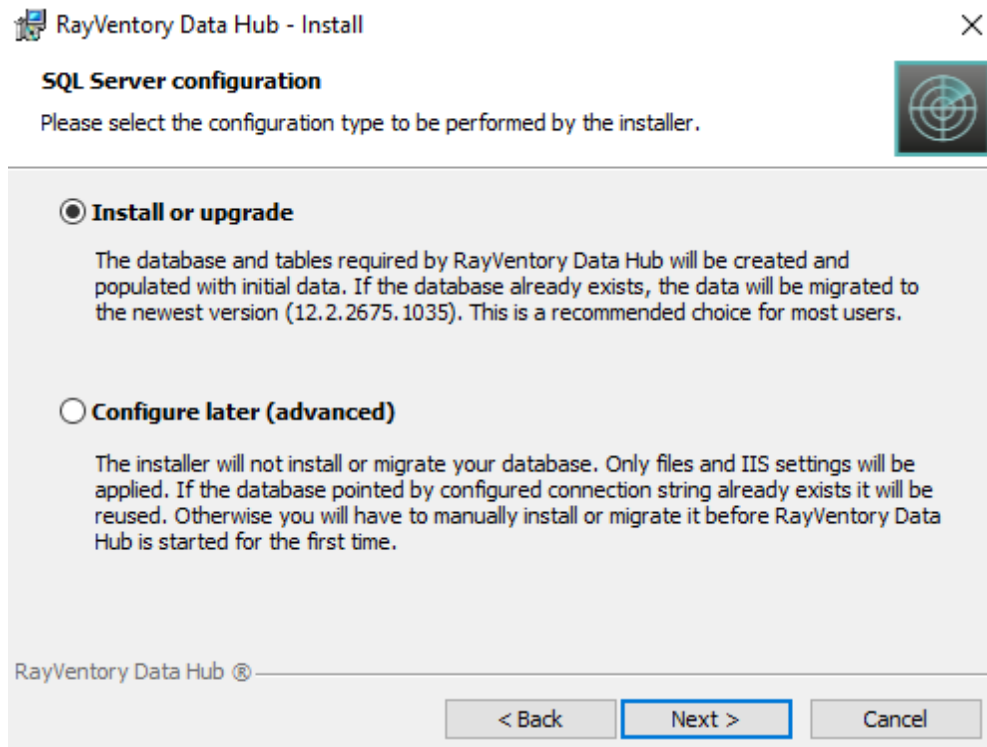 RayVentory Data Hub - Install
SQL Server configuration
Please select the configuration type to be performed by the installer.
Install or upgrade
The database and tables required by RayVentory Data Hub will be created and
populated with initial data. If the database already exists, the data will be migrated to
the newest version (12.2.2675.1035). This is a recommended choice for most users.
Configure later (advanced)
The installer will not install or migrate your database. Only files and IIS settings will be
applied. If the database pointed by configured connection string already exists it will be
reused. Otherwise you will have to manually install or migrate it before RayVentory Data
Hub is started for the first time.
RayVentory Data Hub ®
< Back
Next >
Cancel